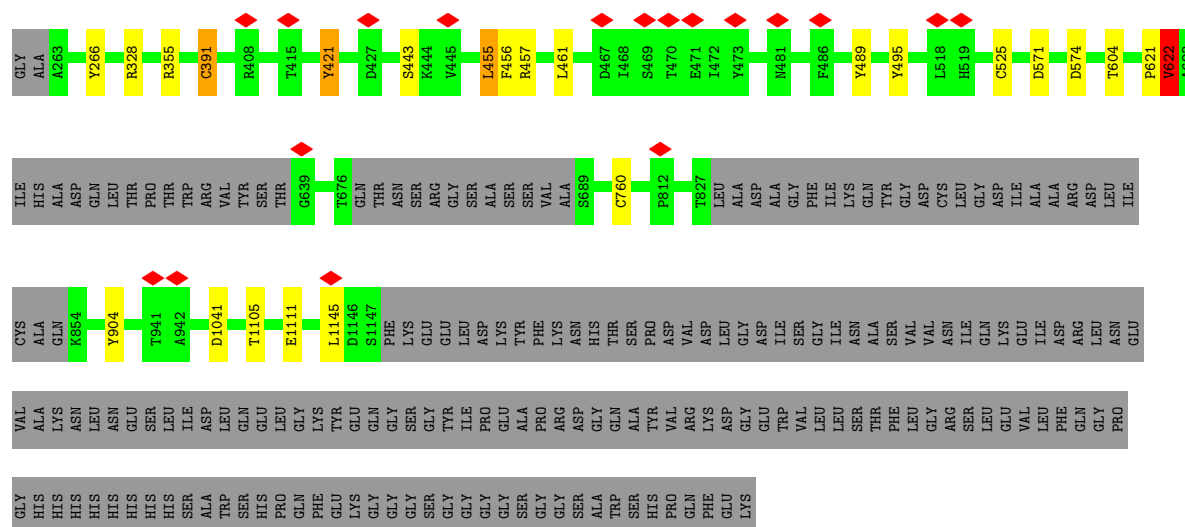 GLY ALA A263 Y266 R328 R355 C391 R408 T415 Y421 D427 S443 K444 V445 L455 F456 R457 L461 D467 I468 S469 T470 E471 I472 Y473 N481 F486 Y489 Y495 L518 H519 C525 D571 D574 T604 P621 V622
ILE HIS ALA ASP GLN LEU THR PRO THR TRP ARG VAL TYR SER THR G639 T676 GLN THR ASN SER ARG GLY SER ALA SER SER VAL ALA S689 C760 P812 T827 LEU ALA ASP ALA GLY PHE ILE LYS GLN TYR GLY ASP CYS LEU GLY ASP ILE ALA ALA ARG ASP LEU ILE
CYS ALA GLN K854 Y904 T941 A942 D1041 T1105 E1111 L1145 D1146 S1147 PHE LYS GLU GLU LEU ASP LYS TYR PHE LYS ASN HIS THR SER PRO ASP VAL ASP LEU GLY ASP ILE SER GLY ILE ASN ALA SER VAL VAL ASN ILE GLN LYS GLU ILE ASP ARG LEU ASN GLU
VAL ALA LYS ASN LEU ASN GLU SER LEU ILE ASP LEU GLN GLU LEU GLY LYS TYR GLU GLN GLY SER GLY TYR ILE PRO GLU ALA PRO ARG ASP GLY GLN ALA TYR VAL ARG LYS ASP GLY GLU TRP VAL LEU LEU SER THR PHE LEU GLY ARG SER LEU GLU VAL LEU PHE GLN GLY PRO
GLY HIS HIS HIS HIS HIS HIS HIS HIS SER ALA TRP SER HIS PRO GLN PHE GLU LYS GLY GLY GLY SER GLY GLY GLY GLY SER GLY GLY SER ALA TRP SER HIS PRO GLN PHE GLU LYS